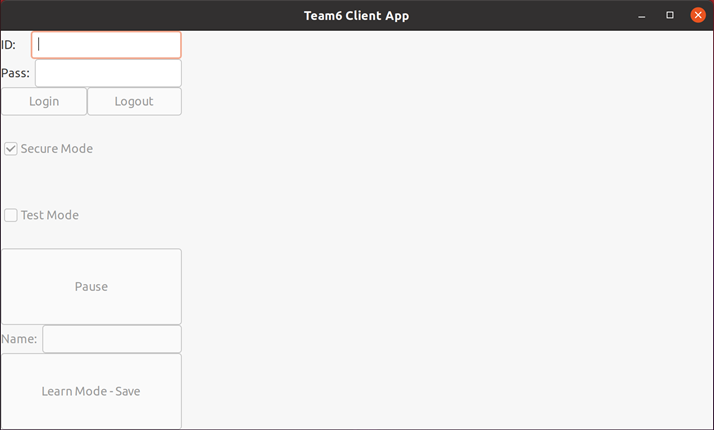 Team6 Client App
ID:
Pass:
Login Logout
Secure Mode
Test Mode
Pause
Name:
Learn Mode - Save